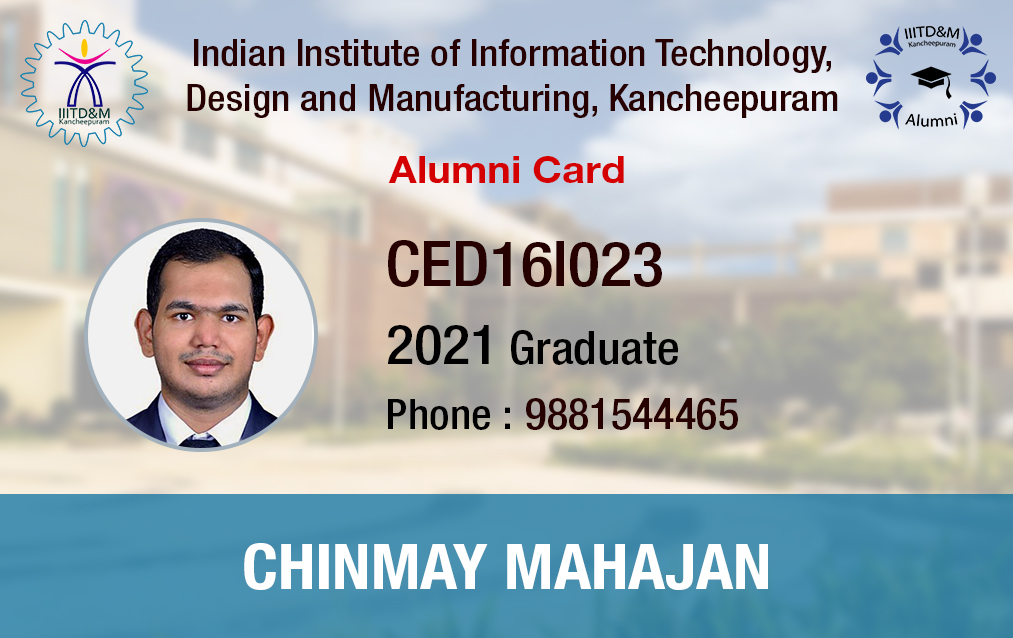 IIITD&M
Kancheepuram
Indian Institute of Information Technology,
Design and Manufacturing, Kancheepuram
IIITD&M
Kancheepuram
Alumni
Alumni Card
CED16I023
2021 Graduate
Phone : 9881544465
CHINMAY MAHAJAN